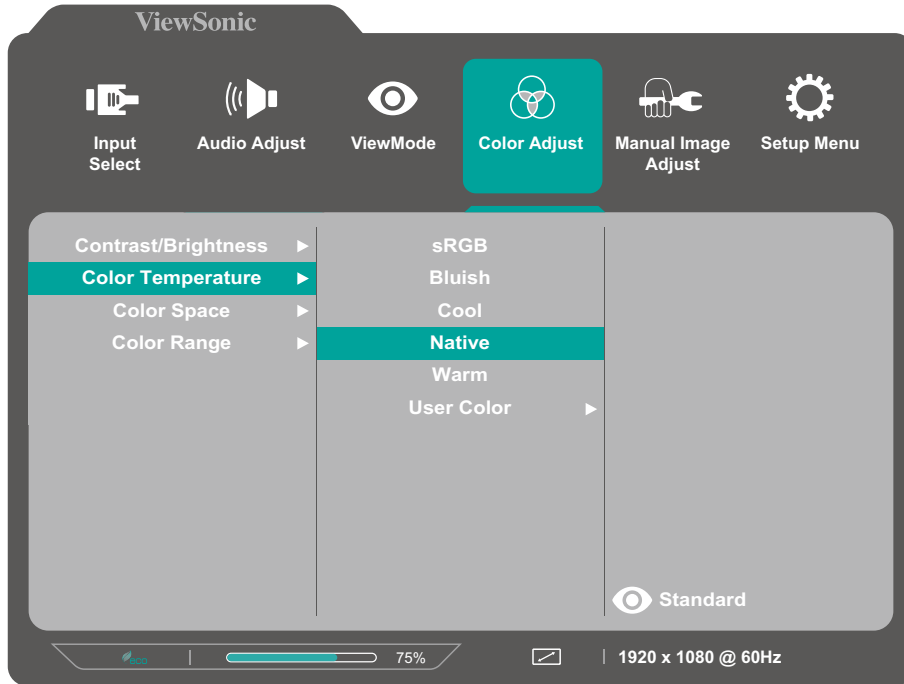 ViewSonic
Input
Select
Audio Adjust
ViewMode
Color Adjust
Manual Image
Adjust
Setup Menu
Contrast/Brightness
Color Temperature
Color Space
Color Range
sRGB
Bluish
Cool
Native
Warm
User Color
Standard
eco
75%
1920 x 1080 @ 60Hz